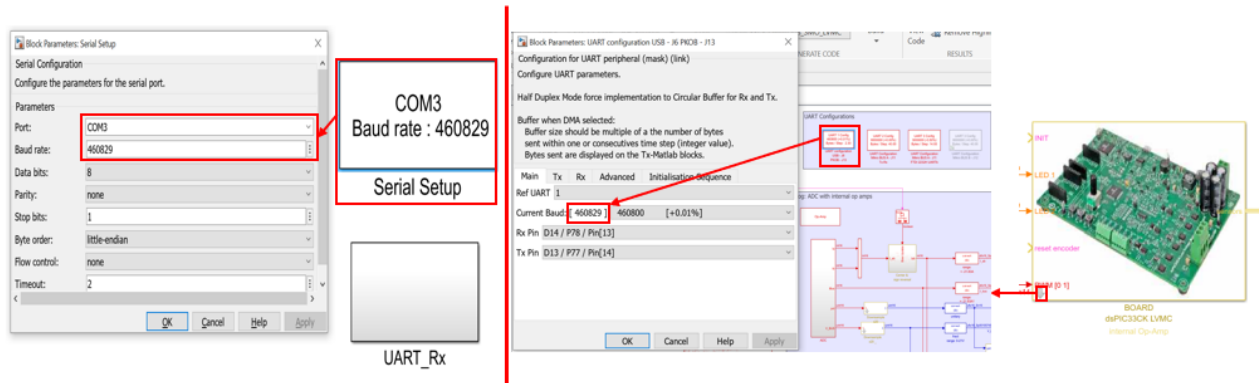 Block Parameters: Serial Setup
Serial Configuration
Configure the parameters for the serial port.
Parameters
Port:
COM3
Baud rate:
460829
Data bits:
8
Parity:
none
Stop bits:
1
Byte order:
little-endian
Flow control:
none
Timeout:
2
OK
Cancel
Help
Apply
COM3
Baud rate : 460829
Serial Setup
UART_Rx
Block Parameters: UART configuration USB - J6 PKOB - J13
Configuration for UART peripheral (mask) (link)
Configure UART parameters.
Half Duplex Mode force implementation to Circular Buffer for Rx and Tx.
Buffer when DMA selected:
Buffer size should be multiple of a the number of bytes
sent within one or consecutives time step (integer value).
Bytes sent are displayed on the Tx-Matlab blocks.
Main Tx Rx Advanced Initialisation Sequence
Ref UART 1
Current Baud: [ 460829 ] 460800 [+0.01%]
Rx Pin D14 / P78 / Pin[13]
Tx Pin D13 / P77 / Pin[14]
OK
Cancel
Help
Apply
Code
RESULTS
UART Configurations
ADC with internal op amps
INIT
LED 1
reset encoder
[0 1]
BOARD
dsPIC33CK LVMC
Internal Op-Amp